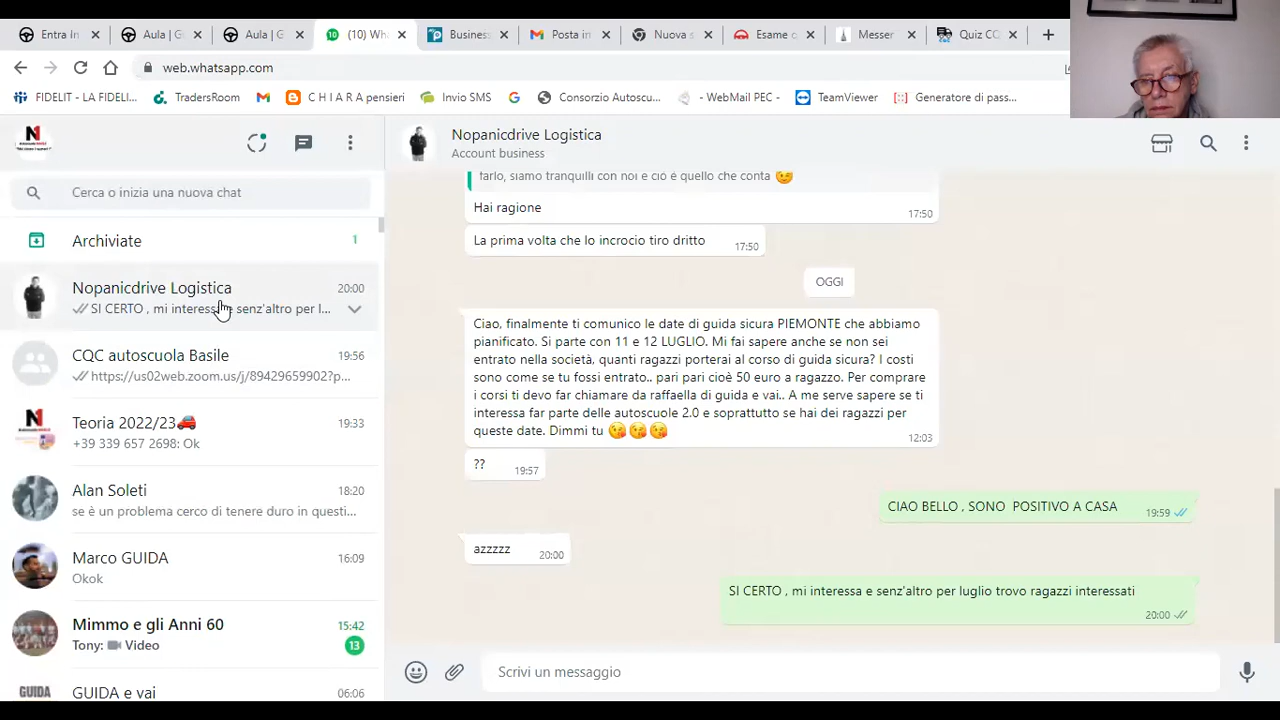 Entra In
Aula | G
Aula | G
(10) Wha
Business
Posta in
Nuova s
Esame o
Messer
Quiz CQ
web.whatsapp.com
FIDELIT - LA FIDELI...
TradersRoom
C H I A R A pensieri
Invio SMS
Consorzio Autoscu...
- WebMail PEC -
TeamViewer
Generatore di pass...
Nopanicdrive Logistica
Account business
Cerca o inizia una nuova chat
Archiviate 1
Nopanicdrive Logistica 20:00
SI CERTO , mi interessa e senz'altro per l...
CQC autoscuola Basile 19:56
https://us02web.zoom.us/j/89429659902?p...
Teoria 2022/23🚗 19:33
+39 339 657 2698: Ok
Alan Soleti 18:20
se è un problema cerco di tenere duro in questi...
Marco GUIDA 16:09
Okok
Mimmo e gli Anni 60 15:42
Tony: Video 13
GUIDA e vai 06:06
GUIDA
farlo, siamo tranquilli con noi e ciò è quello che conta 😉
Hai ragione
17:50
La prima volta che lo incrocio tiro dritto 17:50
OGGI
Ciao, finalmente ti comunico le date di guida sicura PIEMONTE che abbiamo
pianificato. Si parte con 11 e 12 LUGLIO. Mi fai sapere anche se non sei
entrato nella società, quanti ragazzi porterai al corso di guida sicura? I costi
sono come se tu fossi entrato.. pari pari cioè 50 euro a ragazzo. Per comprare
i corsi ti devo far chiamare da raffaella di guida e vai.. A me serve sapere se ti
interessa far parte delle autoscuole 2.0 e soprattutto se hai dei ragazzi per
queste date. Dimmi tu 😘😘😘
12:03
?? 19:57
CIAO BELLO , SONO  POSITIVO A CASA 19:59
azzzzz 20:00
SI CERTO , mi interessa e senz'altro per luglio trovo ragazzi interessati
20:00
Scrivi un messaggio